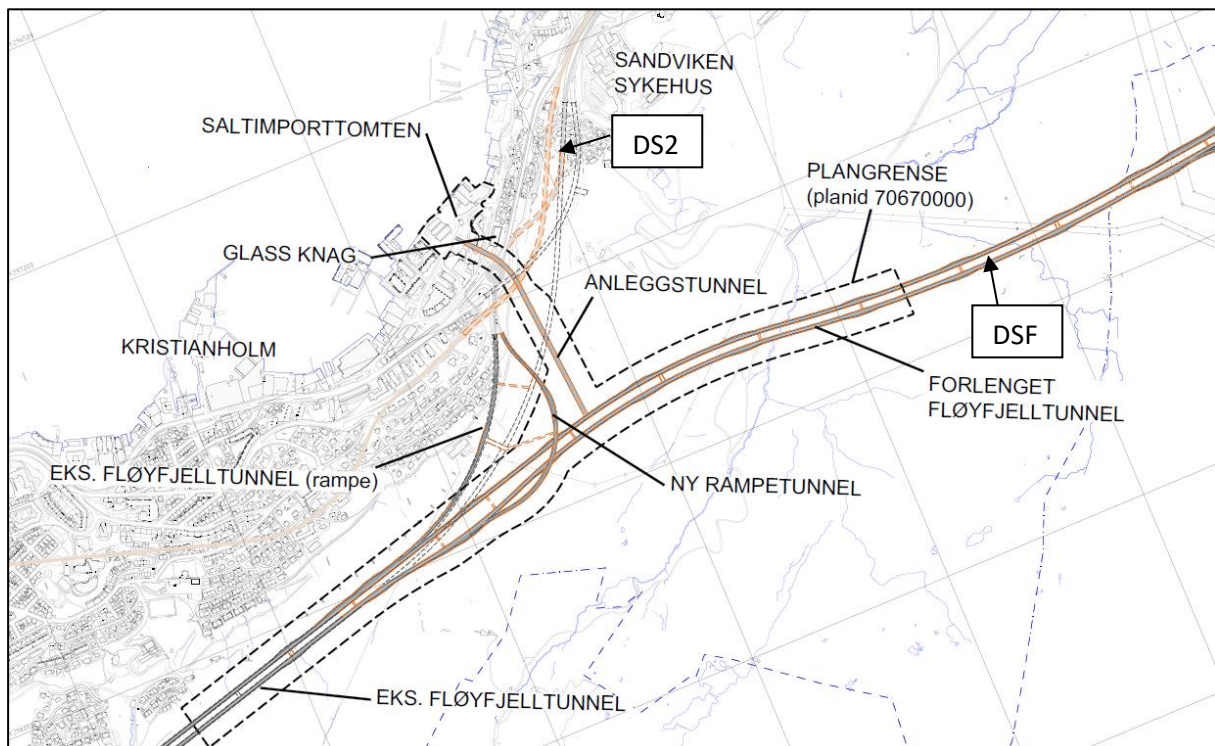 SANDVIKEN
SYKEHUS
SALTIMPORTTOMTEN
DS2
PLANGRENSE
(planid 70670000)
GLASS KNAG
ANLEGGSTUNNEL
DSF
KRISTIANHOLM
FORLENGET
FLØYFJELLTUNNEL
EKS. FLØYFJELLTUNNEL (rampe)
NY RAMPETUNNEL
EKS. FLØYFJELLTUNNEL